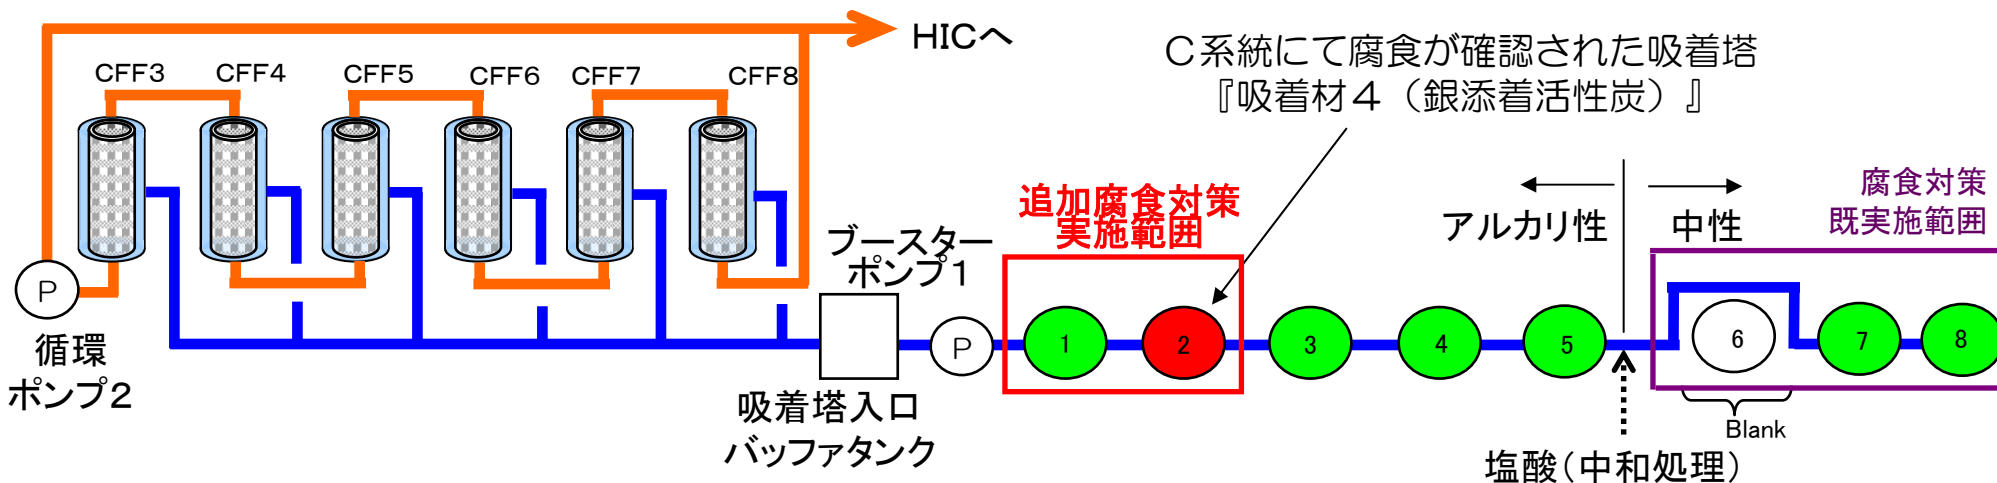 HICへ
CFF3
CFF4
CFF5
CFF6
CFF7
CFF8
C系統にて腐食が確認された吸着塔
『吸着材4（銀添着活性炭）』
追加腐食対策
実施範囲
アルカリ性
中性
腐食対策
既実施範囲
ブースター
ポンプ1
P
循環
ポンプ2
吸着塔入口
バッファタンク
P
1
2
3
4
5
6
7
8
Blank
塩酸(中和処理)